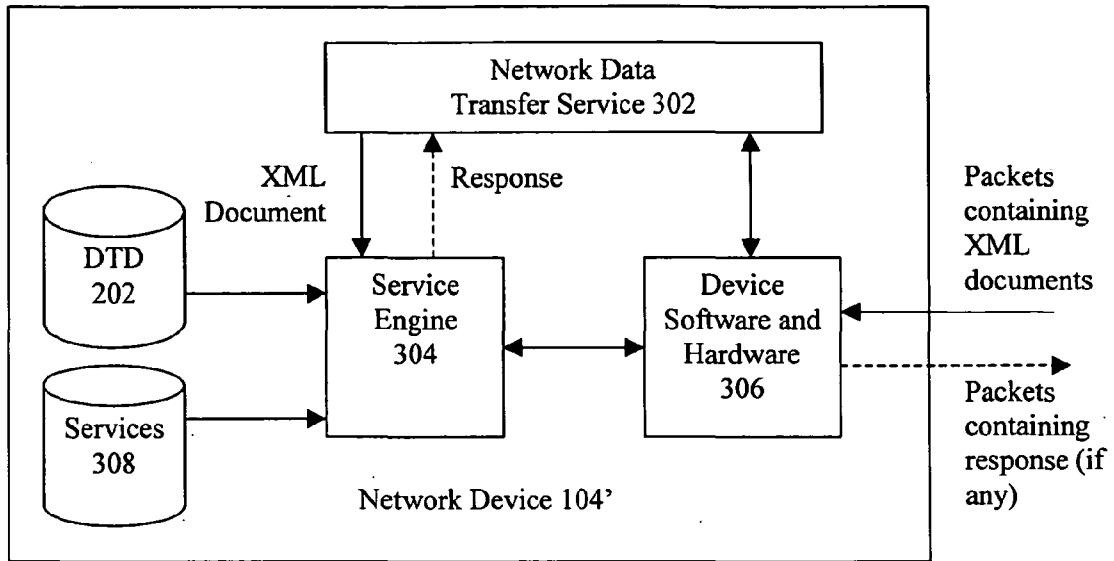 Network Data
Transfer Service 302
XML
Document
Response
Packets
containing
XML
documents
DTD
202
Service
Engine
304
Device
Software and
Hardware
306
Services
308
Packets
containing
response (if
any)
Network Device 104’